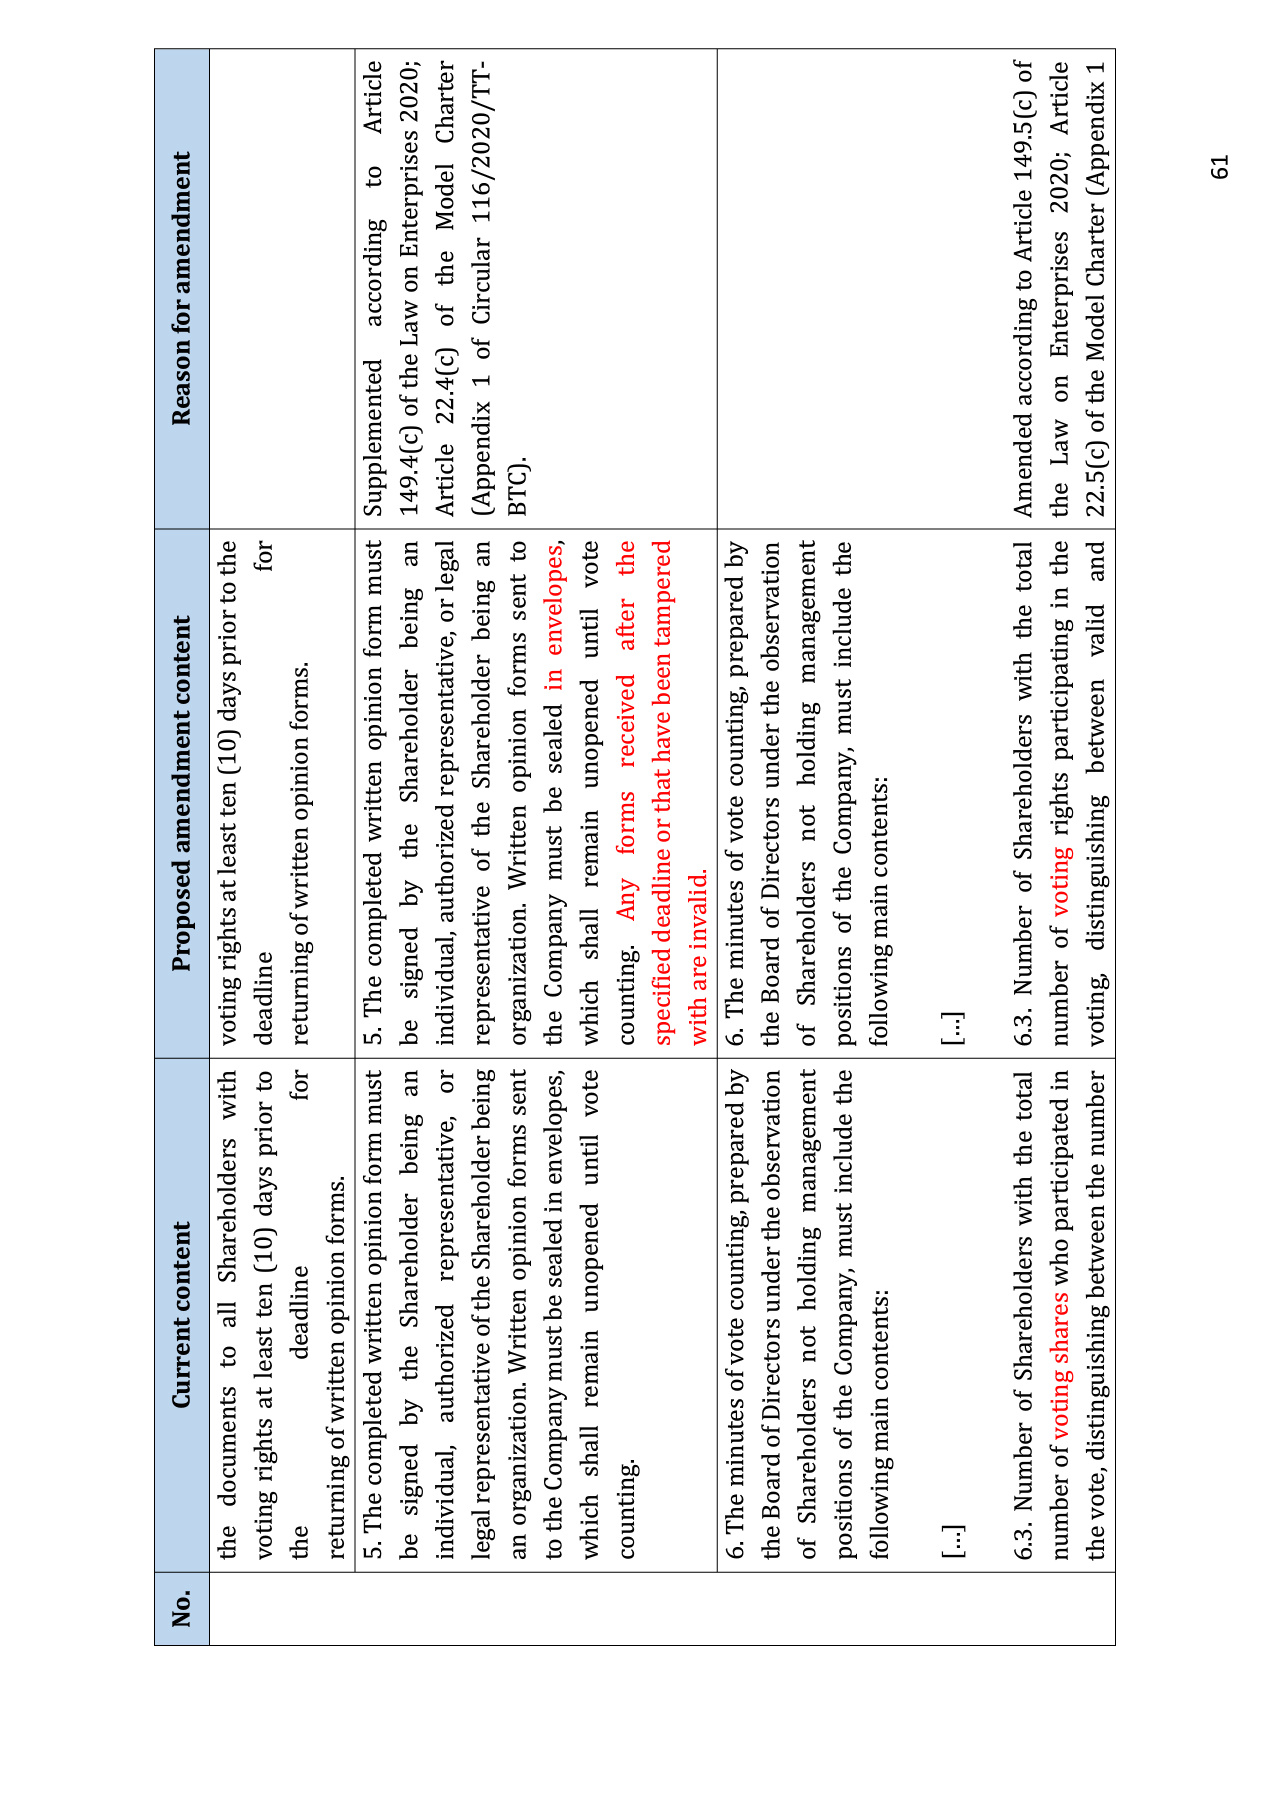 No.
Current content
Proposed amendment content
Reason for amendment
the documents to all Shareholders with
voting rights at least ten (10) days prior to
the deadline for
returning of written opinion forms.
voting rights at least ten (10) days prior to the
deadline for
returning of written opinion forms.
5. The completed written opinion form must
be signed by the Shareholder being an
individual, authorized representative, or
legal representative of the Shareholder being
an organization. Written opinion forms sent
to the Company must be sealed in envelopes,
which shall remain unopened until vote
counting.
5. The completed written opinion form must
be signed by the Shareholder being an
individual, authorized representative, or legal
representative of the Shareholder being an
organization. Written opinion forms sent to
the Company must be sealed in envelopes,
which shall remain unopened until vote
counting. Any forms received after the
specified deadline or that have been tampered
with are invalid.
Supplemented according to Article
149.4(c) of the Law on Enterprises 2020;
Article 22.4(c) of the Model Charter
(Appendix 1 of Circular 116/2020/TT-
BTC).
6. The minutes of vote counting, prepared by
the Board of Directors under the observation
of Shareholders not holding management
positions of the Company, must include the
following main contents:
[...]
6.3. Number of Shareholders with the total
number of voting shares who participated in
the vote, distinguishing between the number
6. The minutes of vote counting, prepared by
the Board of Directors under the observation
of Shareholders not holding management
positions of the Company, must include the
following main contents:
[...]
6.3. Number of Shareholders with the total
number of voting rights participating in the
voting, distinguishing between valid and
Amended according to Article 149.5(c) of
the Law on Enterprises 2020; Article
22.5(c) of the Model Charter (Appendix 1
61